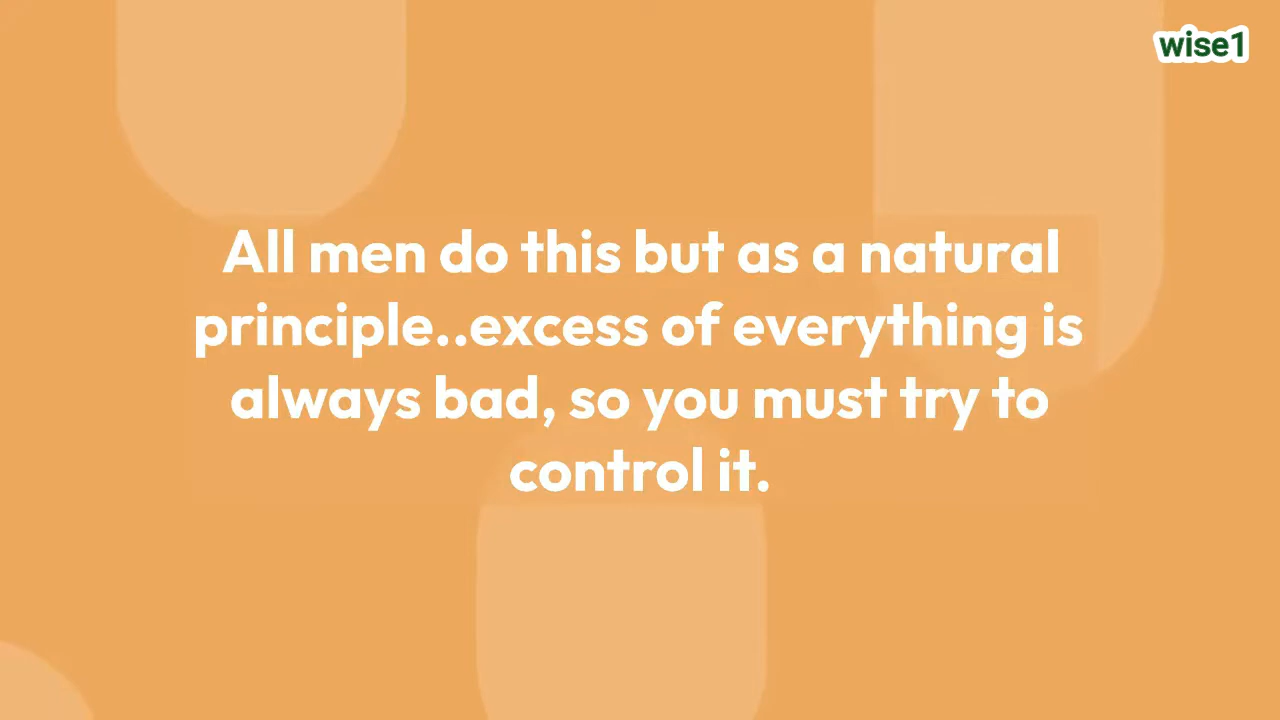 wise1
All men do this but as a natural
principle..excess of everything is
always bad, so you must try to
control it.